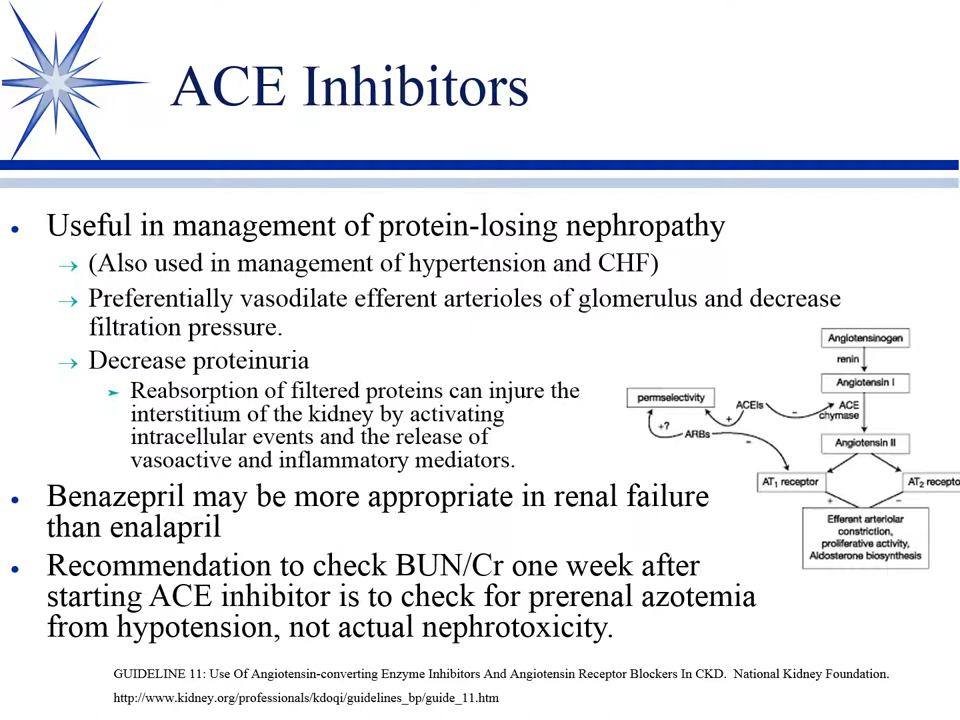 ACE Inhibitors
• Useful in management of protein-losing nephropathy
→ (Also used in management of hypertension and CHF)
→ Preferentially vasodilate efferent arterioles of glomerulus and decrease
filtration pressure.
→ Decrease proteinuria
➤ Reabsorption of filtered proteins can injure the
interstitium of the kidney by activating
intracellular events and the release of
vasoactive and inflammatory mediators.
• Benazepril may be more appropriate in renal failure
than enalapril
• Recommendation to check BUN/Cr one week after
starting ACE inhibitor is to check for prerenal azotemia
from hypotension, not actual nephrotoxicity.
Angiotensinogen
renin
Angiotensin I
permselectivity
ACEIs
–
ACE
chymase
+
+?
ARBs
–
Angiotensin II
AT1 receptor
AT2 recepto
+
–
Efferent arteriolar
constriction,
proliferative activity,
Aldosterone biosynthesis
GUIDELINE 11: Use Of Angiotensin-converting Enzyme Inhibitors And Angiotensin Receptor Blockers In CKD. National Kidney Foundation.
http://www.kidney.org/professionals/kdoqi/guidelines_bp/guide_11.htm